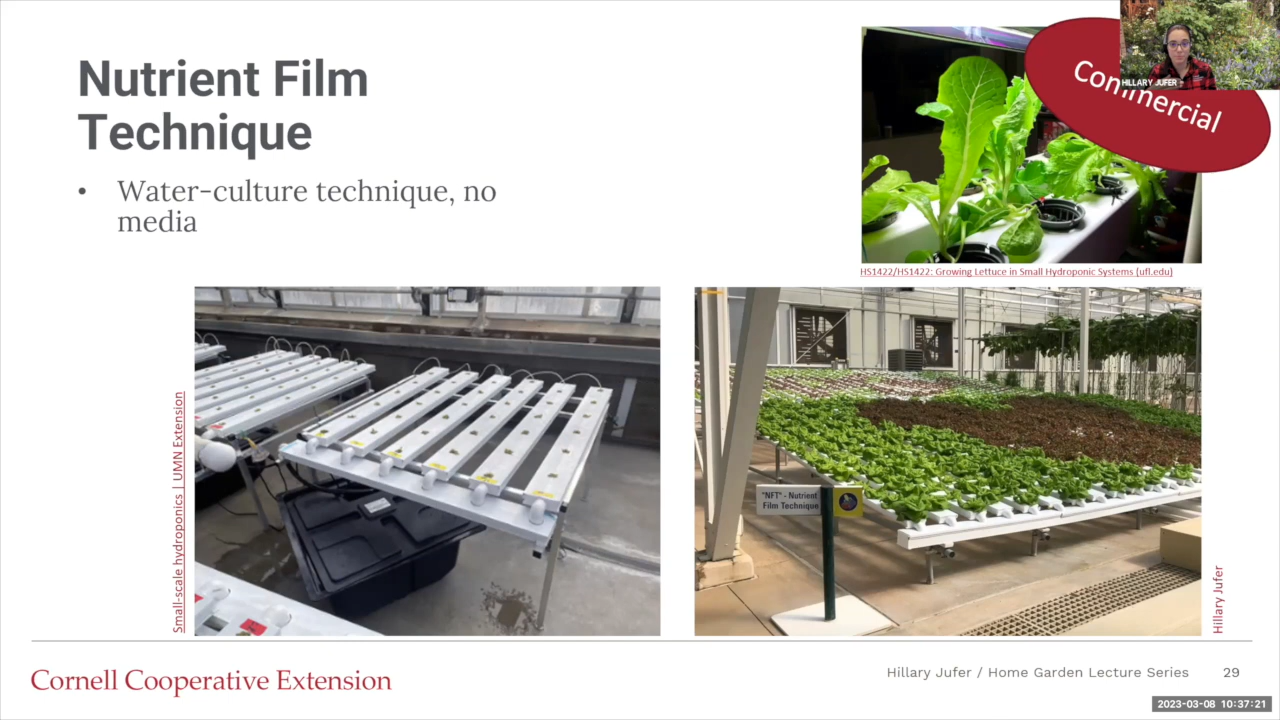 Nutrient Film
Technique
• Water-culture technique, no
media
Commercial
HILLARY JUFER
HS1422/HS1422: Growing Lettuce in Small Hydroponic Systems (ufl.edu)
Small-scale hydroponics | UMN Extension
"NFT" - Nutrient
Film Technique
Hillary Jufer
Cornell Cooperative Extension
Hillary Jufer / Home Garden Lecture Series
29
2023-03-08 10:37:21